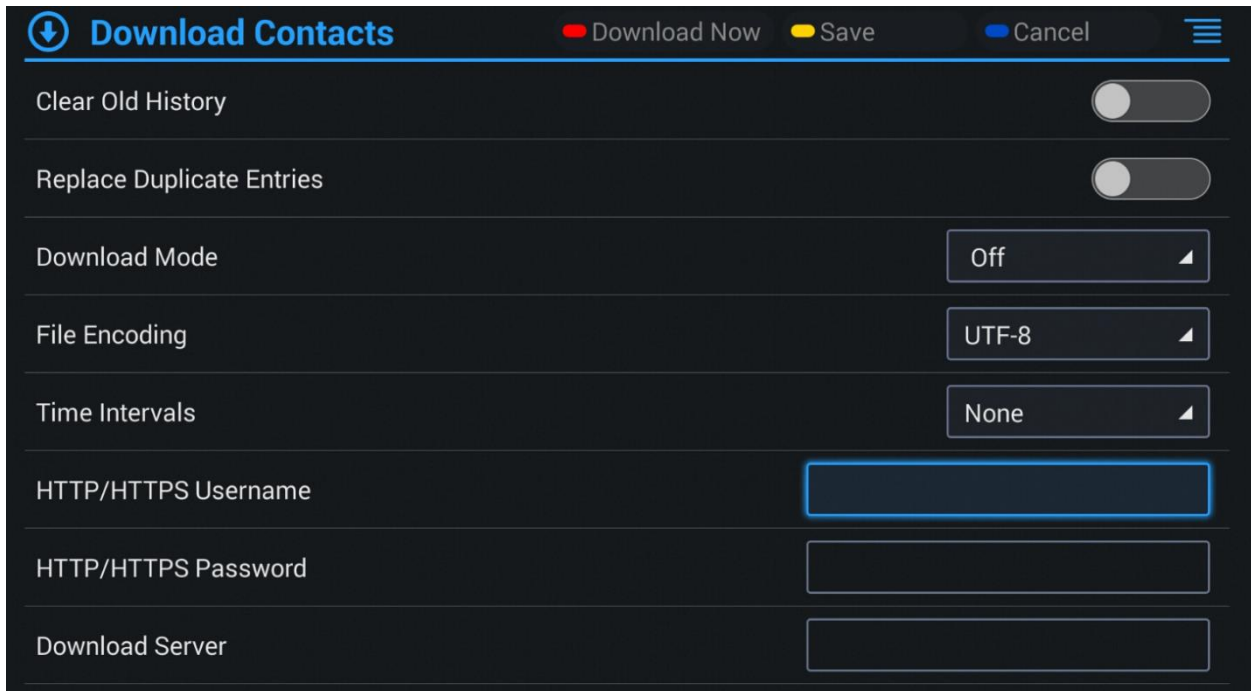 Download Contacts Download Now Save Cancel
Clear Old History
Replace Duplicate Entries
Download Mode Off
File Encoding UTF-8
Time Intervals None
HTTP/HTTPS Username
HTTP/HTTPS Password
Download Server